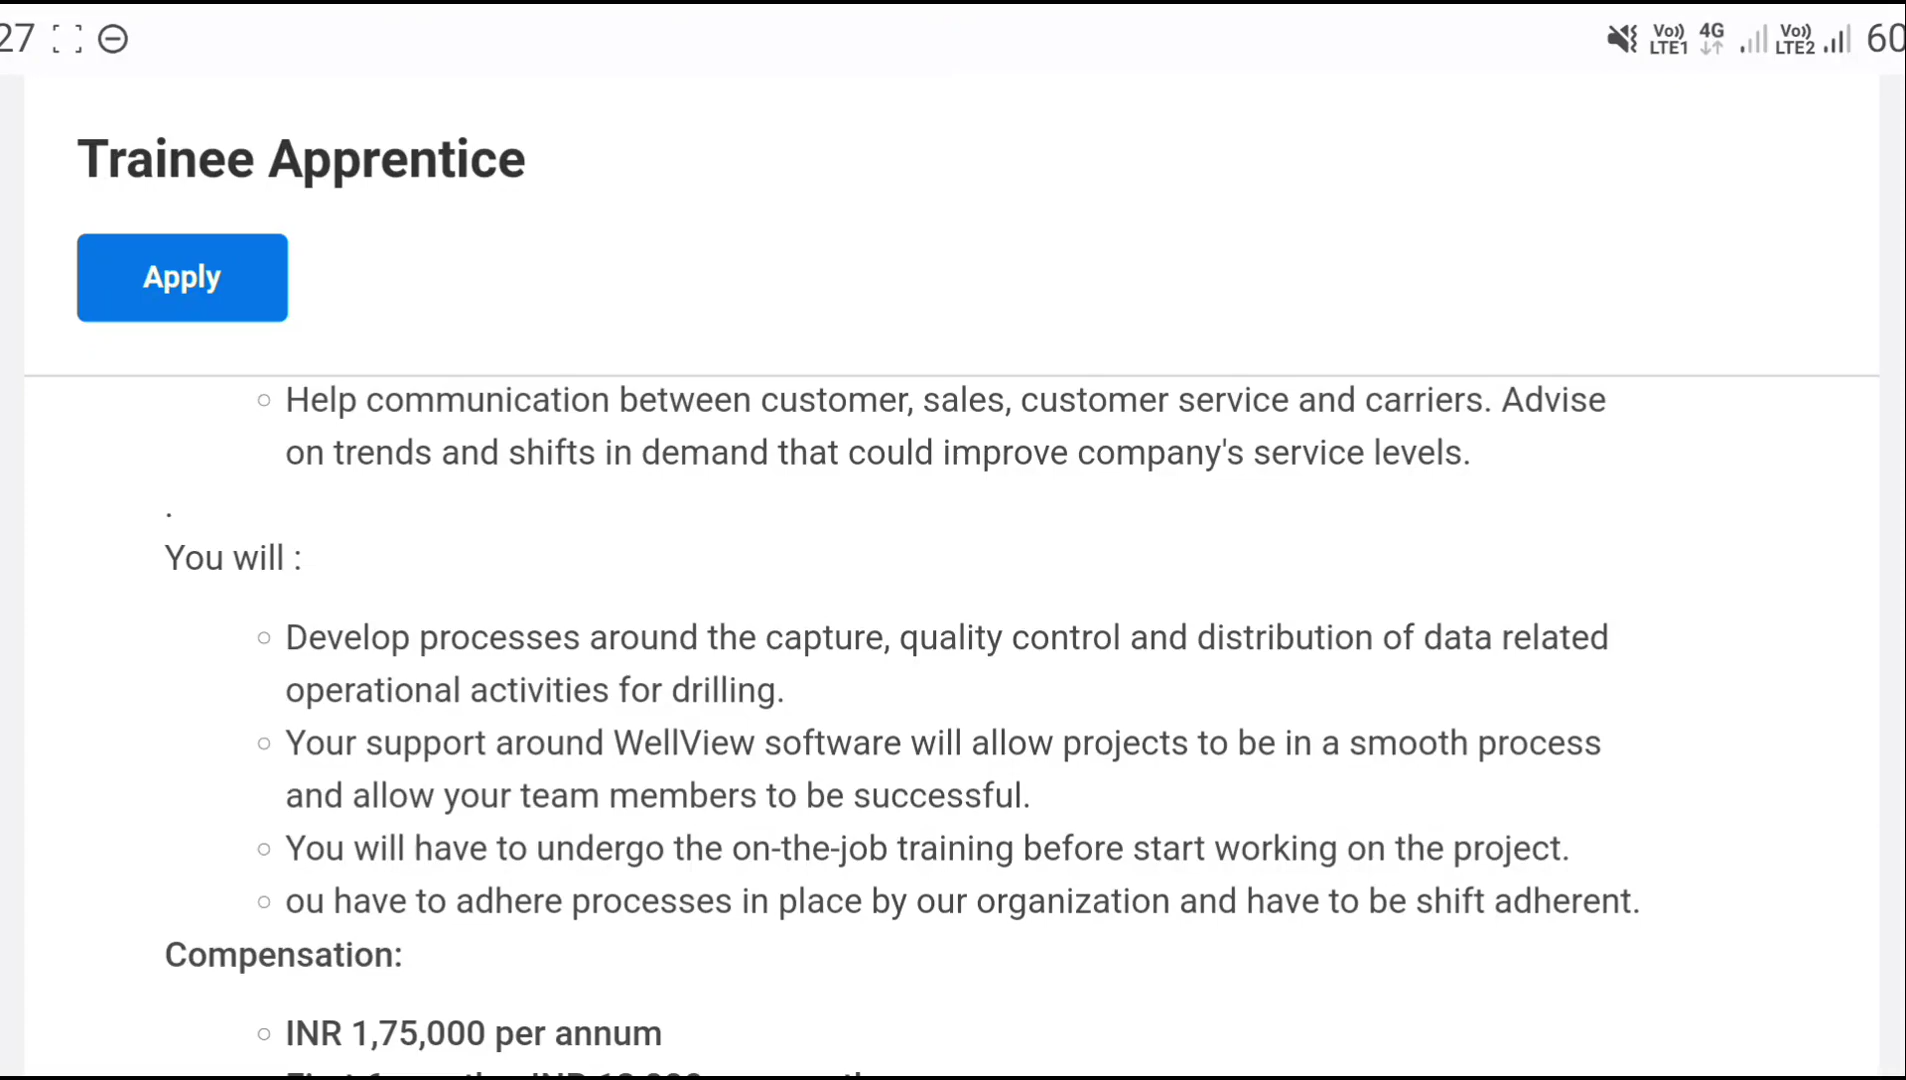 27
Vo)) LTE1 4G Vo)) LTE2 60
Trainee Apprentice
Apply
Help communication between customer, sales, customer service and carriers. Advise
on trends and shifts in demand that could improve company's service levels.
.
You will :
Develop processes around the capture, quality control and distribution of data related
operational activities for drilling.
Your support around WellView software will allow projects to be in a smooth process
and allow your team members to be successful.
You will have to undergo the on-the-job training before start working on the project.
ou have to adhere processes in place by our organization and have to be shift adherent.
Compensation:
INR 1,75,000 per annum